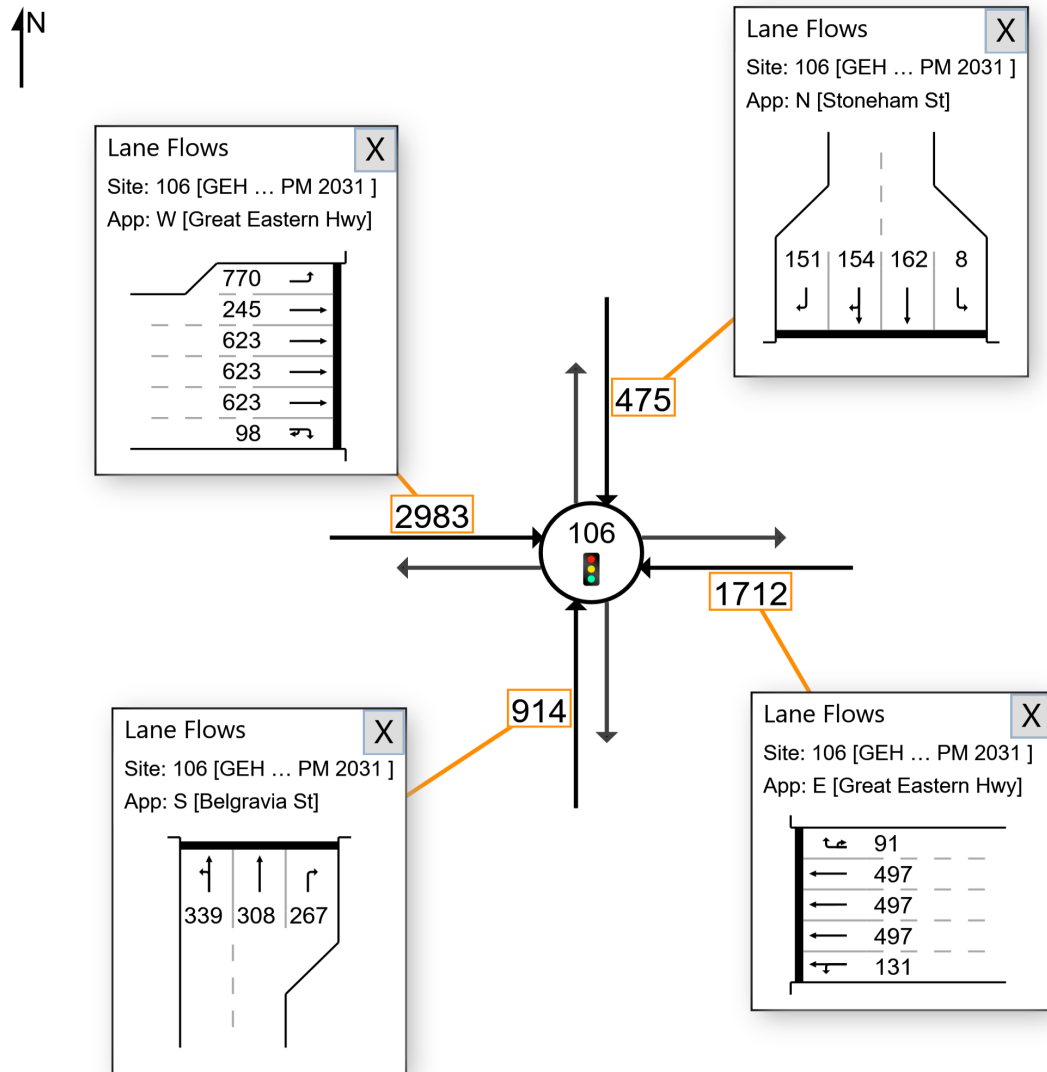 N
Lane Flows X
Site: 106 [GEH ... PM 2031 ]
App: N [Stoneham St]
151 154 162 8
Lane Flows X
Site: 106 [GEH ... PM 2031 ]
App: W [Great Eastern Hwy]
770
245
623
623
623
98
475
2983
106
1712
914
Lane Flows X
Site: 106 [GEH ... PM 2031 ]
App: S [Belgravia St]
339 308 267
Lane Flows X
Site: 106 [GEH ... PM 2031 ]
App: E [Great Eastern Hwy]
91
497
497
497
131